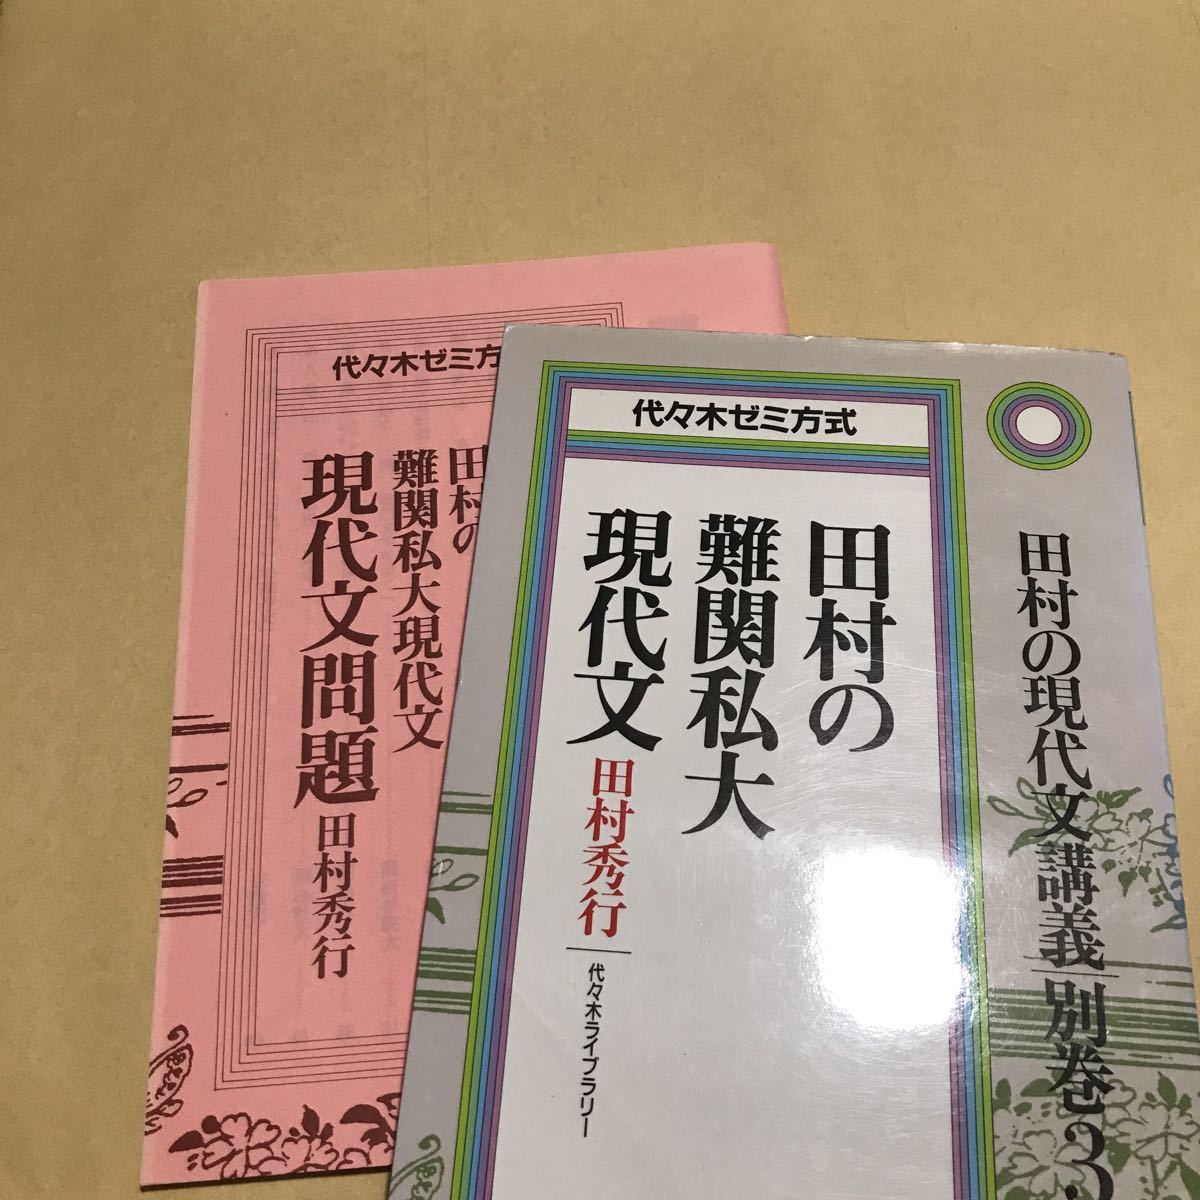 代々木ゼミ方
田村の
難関私大現代文
現代文問題 田村秀行
代々木ゼミ方式
田村の
難関私大
現代文 田村秀行
代々木ライブラリー
田村の現代文講義 別巻3